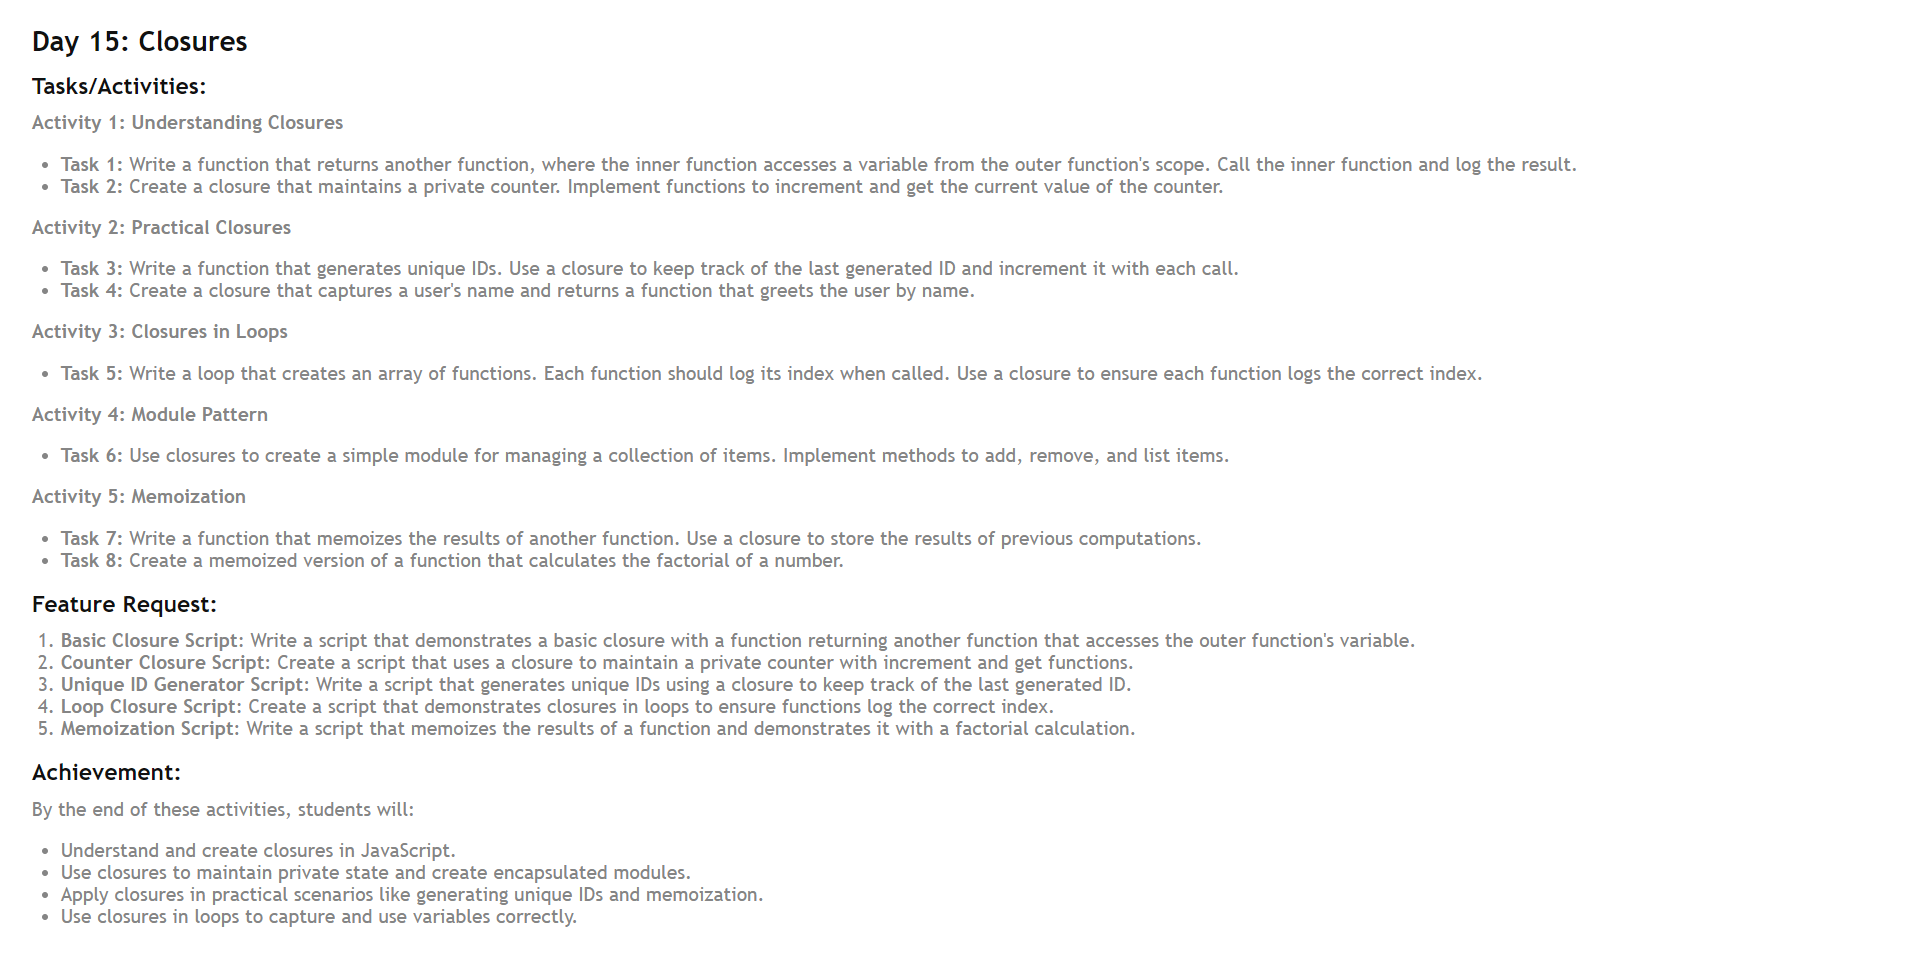 Day 15: Closures
Tasks/Activities:
Activity 1: Understanding Closures
• Task 1: Write a function that returns another function, where the inner function accesses a variable from the outer function's scope. Call the inner function and log the result.
• Task 2: Create a closure that maintains a private counter. Implement functions to increment and get the current value of the counter.
Activity 2: Practical Closures
• Task 3: Write a function that generates unique IDs. Use a closure to keep track of the last generated ID and increment it with each call.
• Task 4: Create a closure that captures a user's name and returns a function that greets the user by name.
Activity 3: Closures in Loops
• Task 5: Write a loop that creates an array of functions. Each function should log its index when called. Use a closure to ensure each function logs the correct index.
Activity 4: Module Pattern
• Task 6: Use closures to create a simple module for managing a collection of items. Implement methods to add, remove, and list items.
Activity 5: Memoization
• Task 7: Write a function that memoizes the results of another function. Use a closure to store the results of previous computations.
• Task 8: Create a memoized version of a function that calculates the factorial of a number.
Feature Request:
1. Basic Closure Script: Write a script that demonstrates a basic closure with a function returning another function that accesses the outer function's variable.
2. Counter Closure Script: Create a script that uses a closure to maintain a private counter with increment and get functions.
3. Unique ID Generator Script: Write a script that generates unique IDs using a closure to keep track of the last generated ID.
4. Loop Closure Script: Create a script that demonstrates closures in loops to ensure functions log the correct index.
5. Memoization Script: Write a script that memoizes the results of a function and demonstrates it with a factorial calculation.
Achievement:
By the end of these activities, students will:
• Understand and create closures in JavaScript.
• Use closures to maintain private state and create encapsulated modules.
• Apply closures in practical scenarios like generating unique IDs and memoization.
• Use closures in loops to capture and use variables correctly.